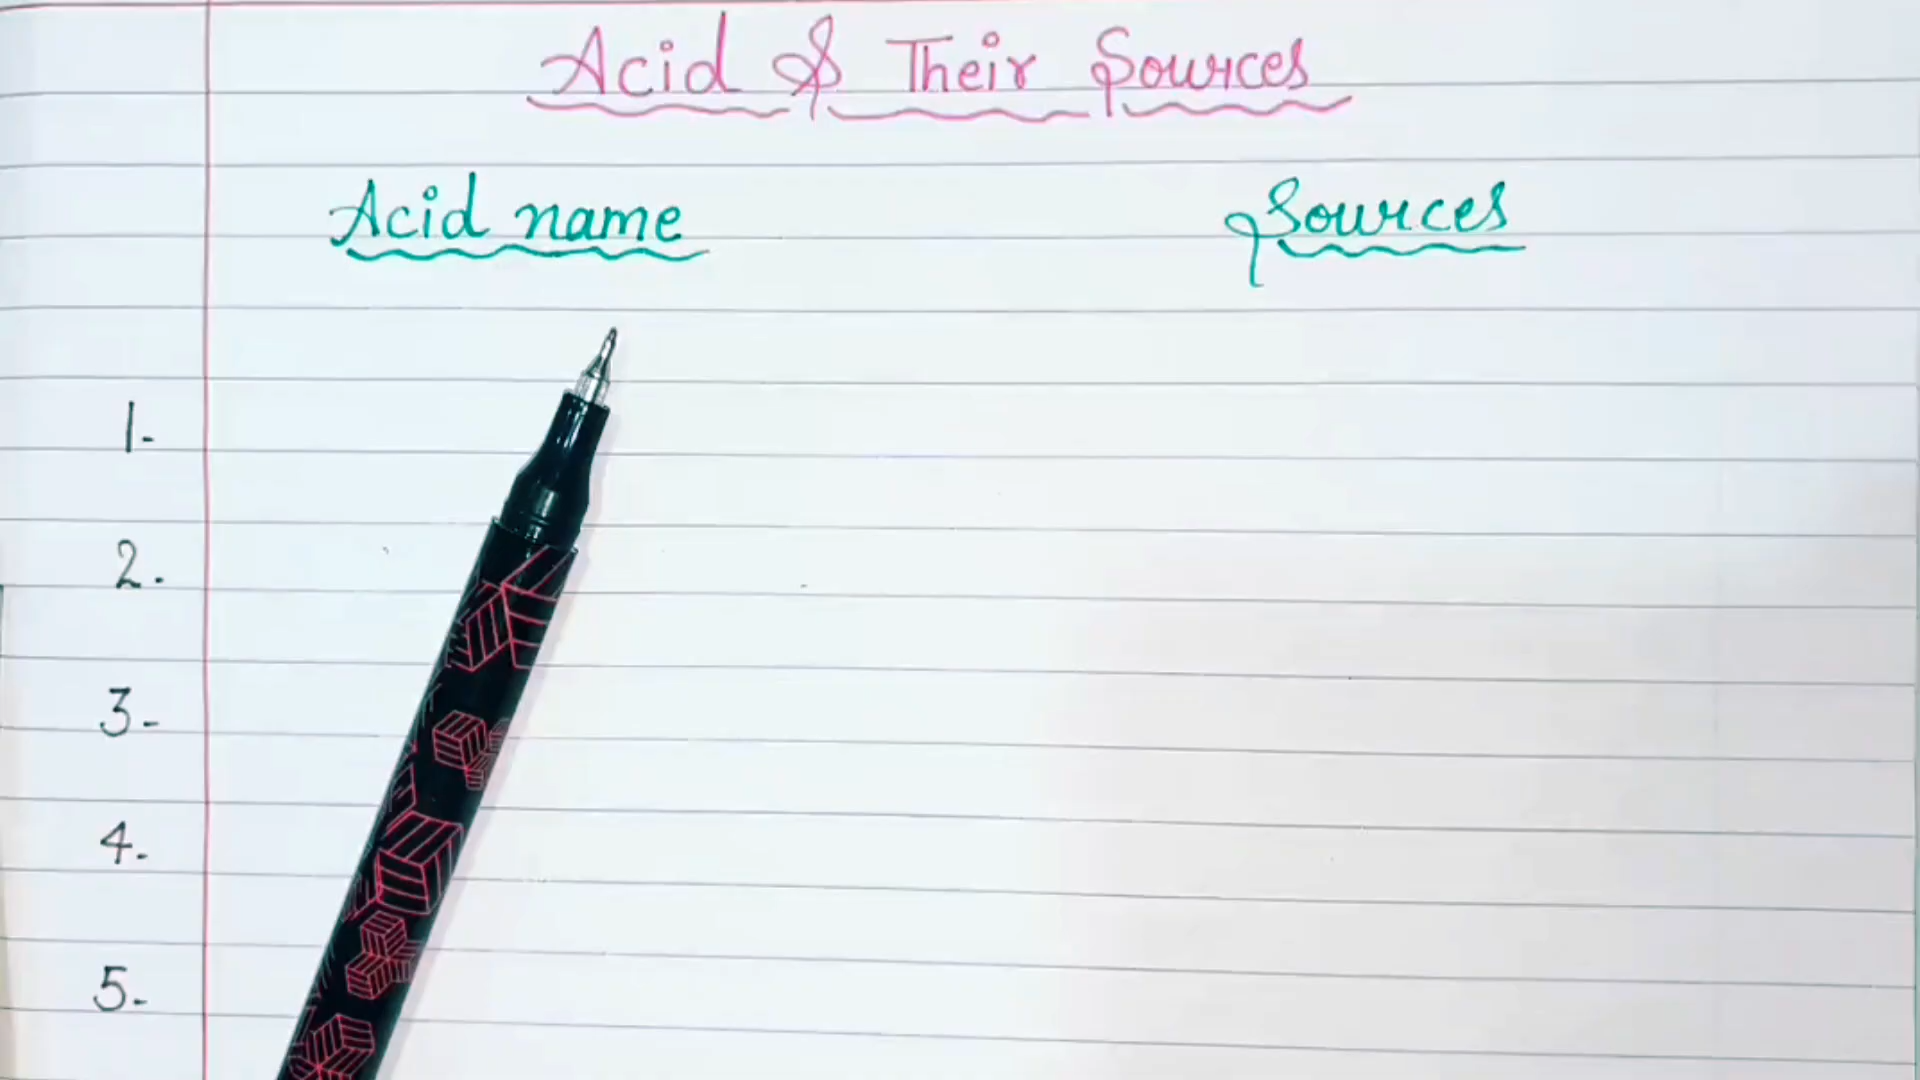 Acid & Their Sources
Acid name Sources
1.
2.
3.
4.
5.